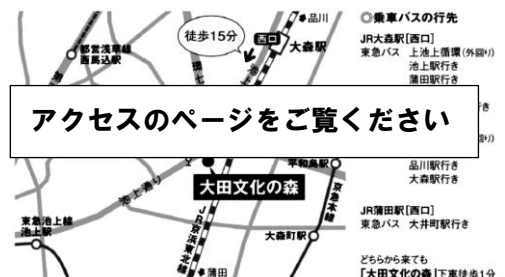 品川
徒歩15分
西口
大森駅
都営浅草線
西馬込駅
環七
アクセスのページをご覧ください
平和島駅
大田文化の森
池上通り
京急本線
JR京浜東北線
東急池上線
池上駅
大森町駅
蒲田
◎乗車バスの行先
JR大森駅[西口]
東急バス 上池上循環(外回り)
池上駅行き
蒲田駅行き
品川駅行き
大森駅行き
JR蒲田駅[西口]
東急バス 大井町駅行き
どちらから来ても
「大田文化の森」下車徒歩1分